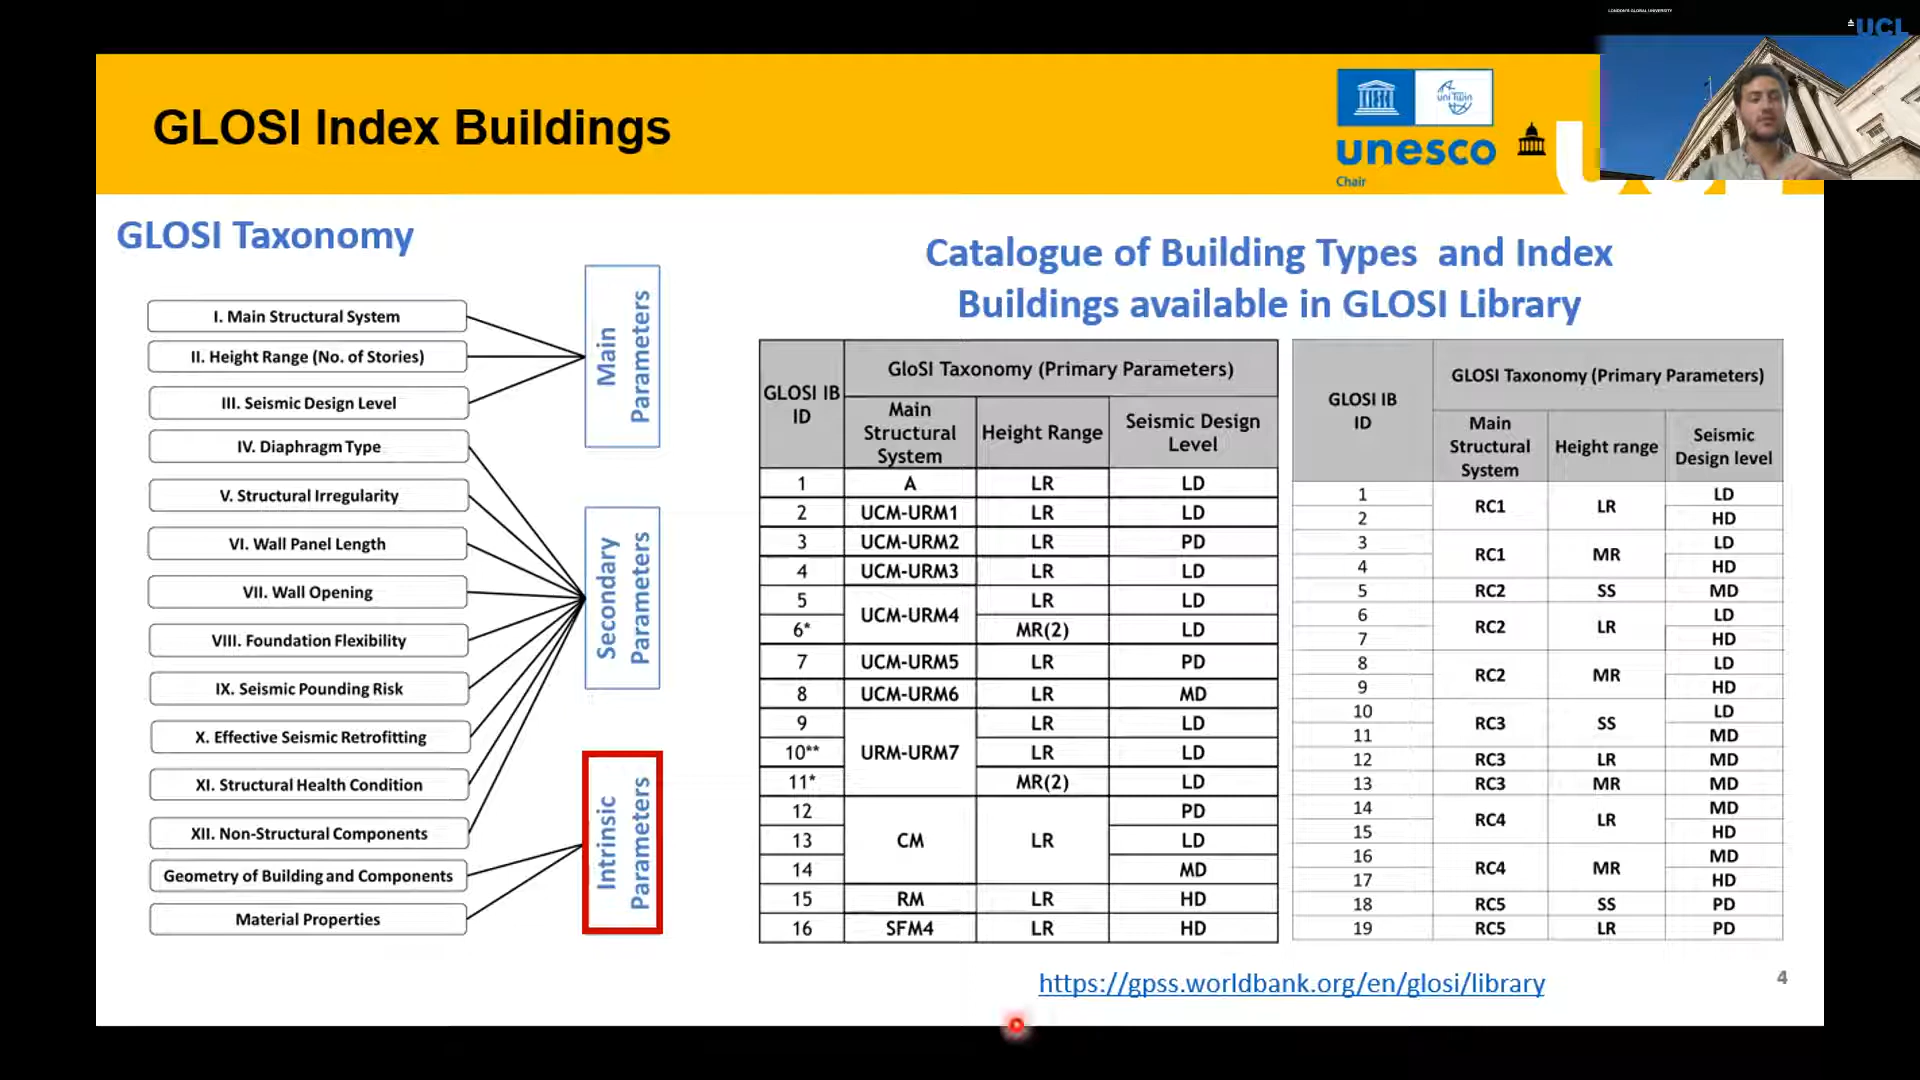 LONDON'S GLOBAL UNIVERSITY
UCL
GLOSI Index Buildings
uni twin
unesco
Chair
GLOSI Taxonomy
I. Main Structural System
II. Height Range (No. of Stories)
III. Seismic Design Level
IV. Diaphragm Type
V. Structural Irregularity
VI. Wall Panel Length
VII. Wall Opening
VIII. Foundation Flexibility
IX. Seismic Pounding Risk
X. Effective Seismic Retrofitting
XI. Structural Health Condition
XII. Non-Structural Components
Geometry of Building and Components
Material Properties
Main
Parameters
Secondary
Parameters
Intrinsic
Parameters
Catalogue of Building Types and Index
Buildings available in GLOSI Library
GLOSI IB
ID
GloSI Taxonomy (Primary Parameters)
Main
Structural
System
Height Range
Seismic Design
Level
1 A LR LD
2 UCM-URM1 LR LD
3 UCM-URM2 LR PD
4 UCM-URM3 LR LD
5 UCM-URM4 LR LD
6* MR(2) LD
7 UCM-URM5 LR PD
8 UCM-URM6 LR MD
9 LR LD
10** URM-URM7 LR LD
11* MR(2) LD
12 PD
13 CM LR LD
14 MD
15 RM LR HD
16 SFM4 LR HD
GLOSI IB
ID
GLOSI Taxonomy (Primary Parameters)
Main
Structural
System
Height range
Seismic
Design level
1 RC1 LR LD
2 HD
3 RC1 MR LD
4 HD
5 RC2 SS MD
6 RC2 LR LD
7 HD
8 RC2 MR LD
9 HD
10 RC3 SS LD
11 MD
12 RC3 LR MD
13 RC3 MR MD
14 RC4 LR MD
15 HD
16 RC4 MR MD
17 HD
18 RC5 SS PD
19 RC5 LR PD
https://gpss.worldbank.org/en/glosi/library
4